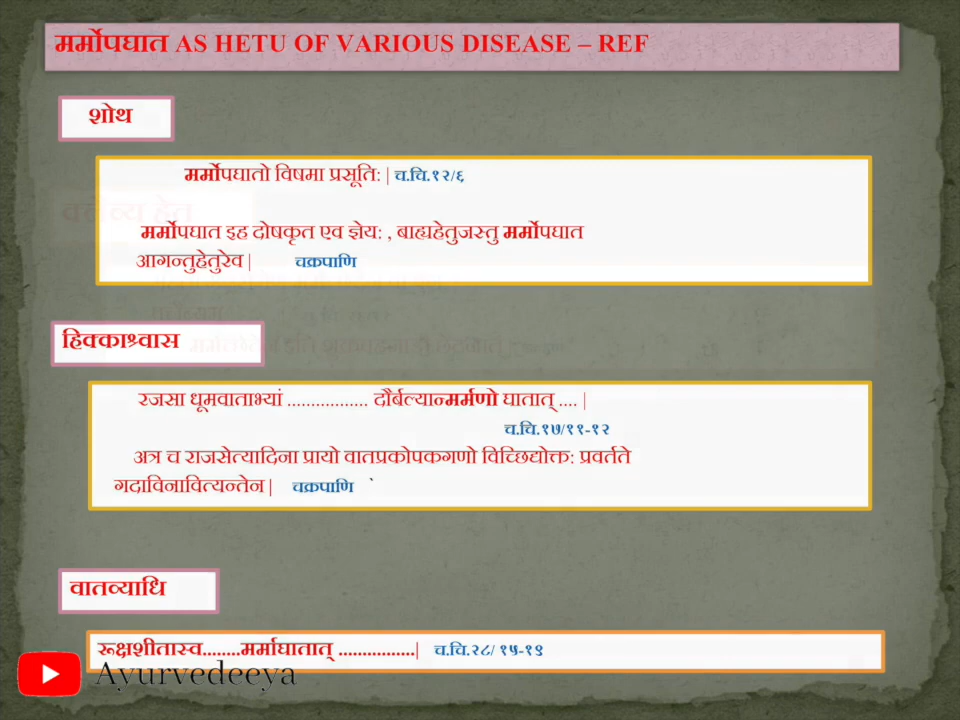 मर्मोपघात AS HETU OF VARIOUS DISEASE – REF
शोथ
मर्मोपघातो विषमा प्रसूति: | च.चि.१२/६
मर्मोपघात इह दोषकृत एव ज्ञेय: , बाह्यहेतुजस्तु मर्मोपघात
आगन्तुहेतुरेव | चक्रपाणि
हिक्काश्वास
रजसा धूमवाताभ्यां ................. दौर्बल्यान्मर्मणो घातात् .... |
च.चि.१७/११-१२
अत्र च राजसेत्यादिना प्रायो वातप्रकोपकगणो विच्छिद्योक्त: प्रवर्तते
गदाविनावित्यन्तेन | चक्रपाणि
वातव्याधि
रूक्षशीतास्व........मर्माघातात् ................| च.चि.२८/ १५-१९
Ayurvedeeya